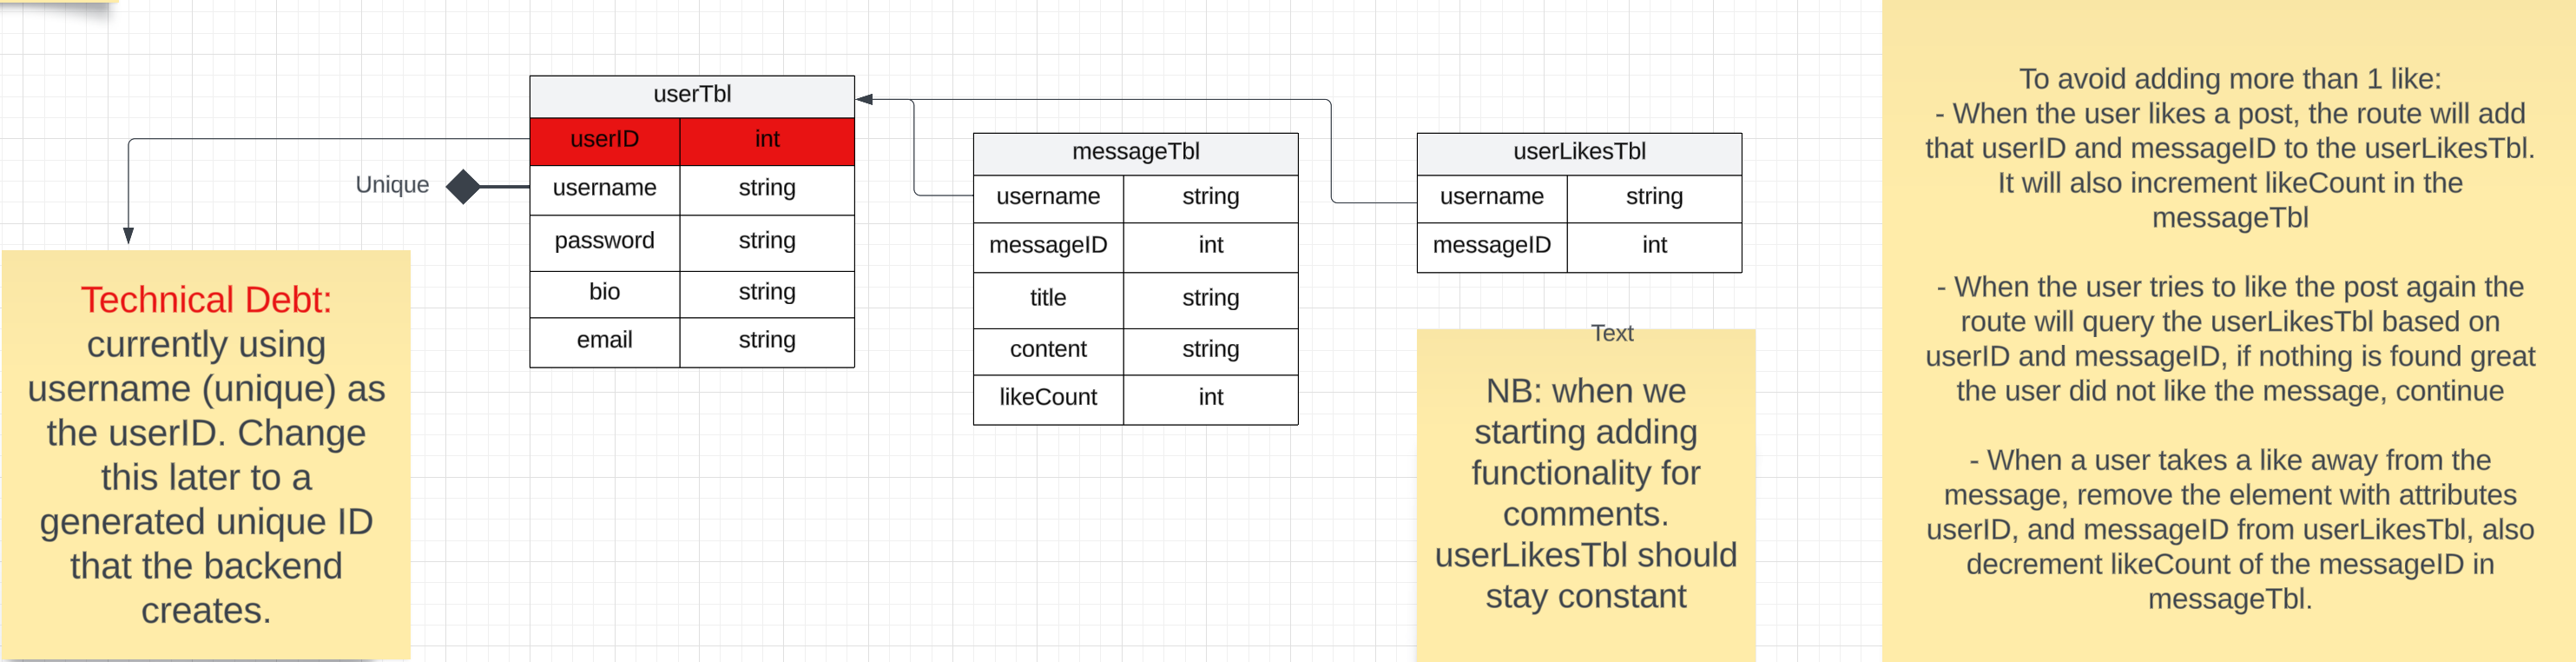 userTbl
userID int
username string
password string
bio string
email string
Unique
Technical Debt:
currently using
username (unique) as
the userID. Change
this later to a
generated unique ID
that the backend
creates.
messageTbl
username string
messageID int
title string
content string
likeCount int
userLikesTbl
username string
messageID int
Text
NB: when we
starting adding
functionality for
comments.
userLikesTbl should
stay constant
To avoid adding more than 1 like:
- When the user likes a post, the route will add
that userID and messageID to the userLikesTbl.
It will also increment likeCount in the
messageTbl
- When the user tries to like the post again the
route will query the userLikesTbl based on
userID and messageID, if nothing is found great
the user did not like the message, continue
- When a user takes a like away from the
message, remove the element with attributes
userID, and messageID from userLikesTbl, also
decrement likeCount of the messageID in
messageTbl.